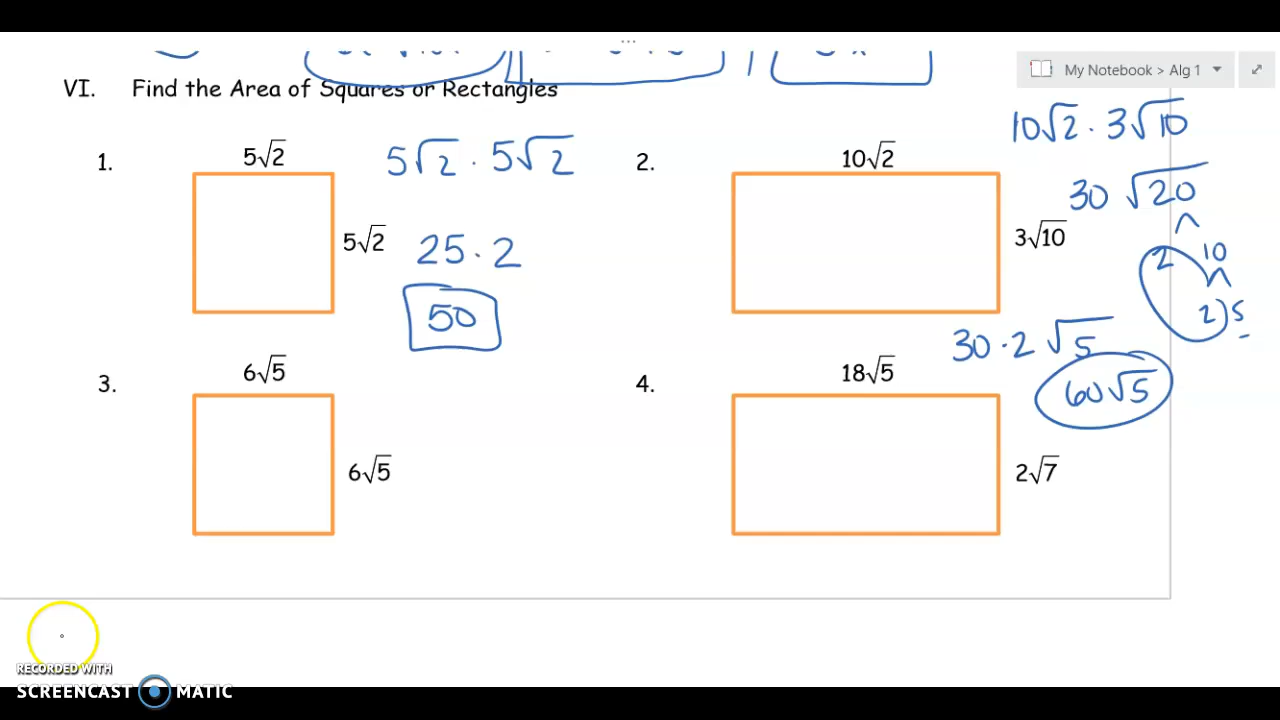 My Notebook > Alg 1
VI. Find the Area of Squares or Rectangles
1.
5√2
5√2
5√2 · 5√2
25 · 2
50
2.
10√2
3√10
10√2 · 3√10
30 √20
2 10
2 5
30 · 2 √5
60√5
3.
6√5
6√5
4.
18√5
2√7
RECORDED WITH
SCREENCAST MATIC